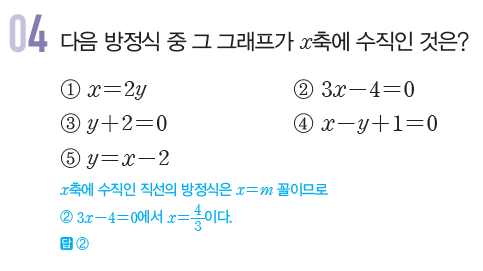 04 다음 방정식 중 그 그래프가 x축에 수직인 것은?
① x=2y ② 3x-4=0
③ y+2=0 ④ x-y+1=0
⑤ y=x-2
x축에 수직인 직선의 방정식은 x=m 꼴이므로
② 3x-4=0에서 x=4/3이다.
답 ②